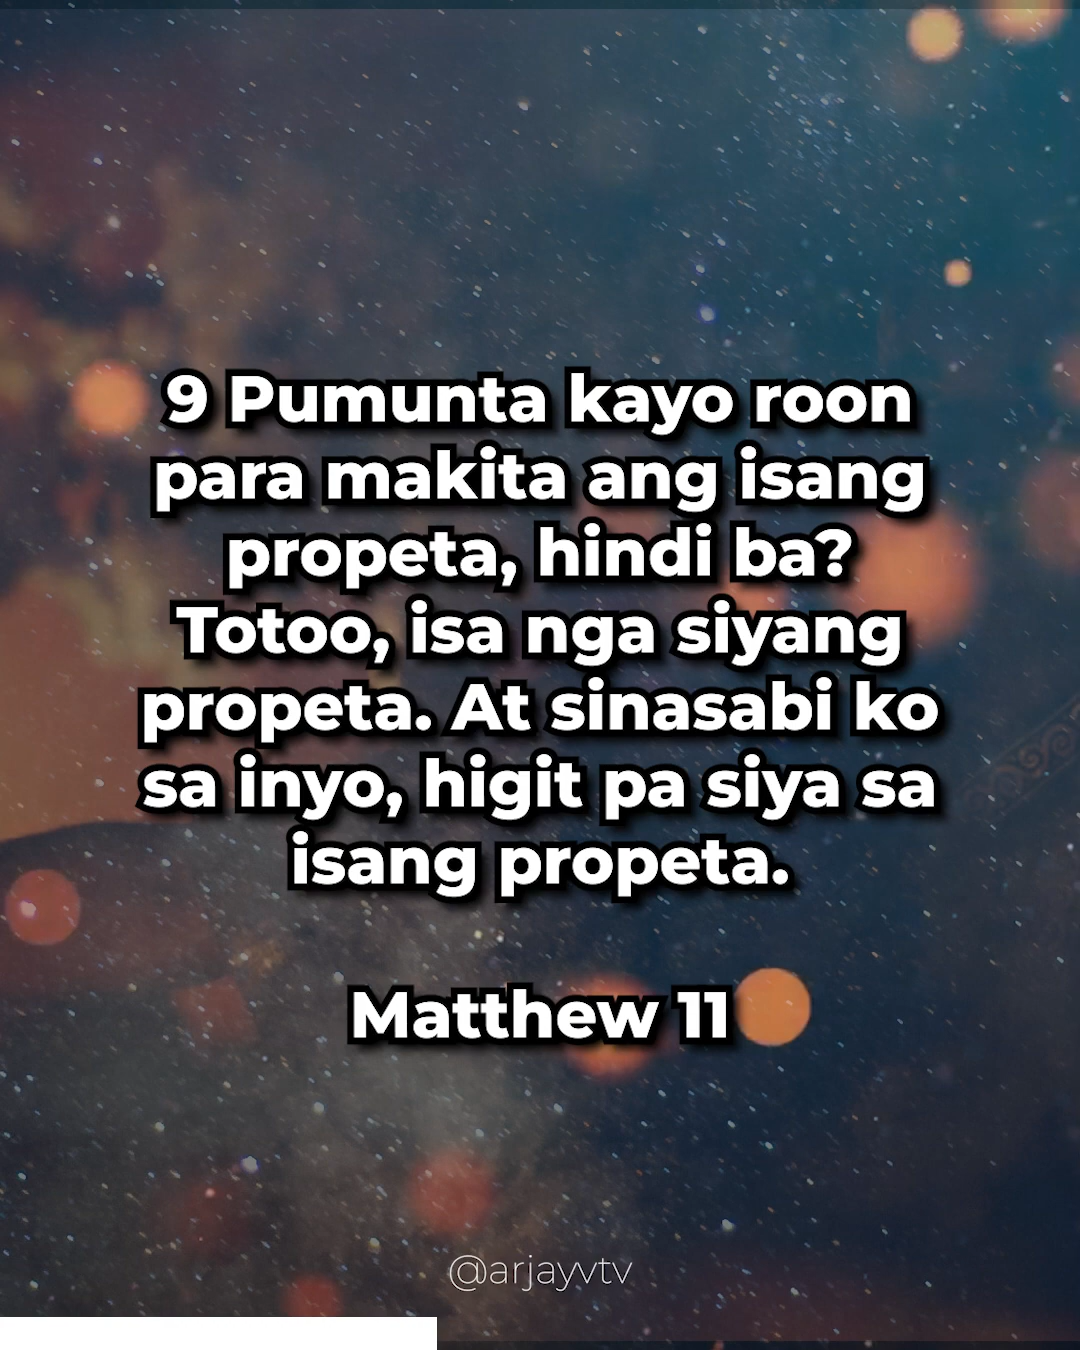 9 Pumunta kayo roon
para makita ang isang
propeta, hindi ba?
Totoo, isa nga siyang
propeta. At sinasabi ko
sa inyo, higit pa siya sa
isang propeta.
Matthew 11
@arjayvtv